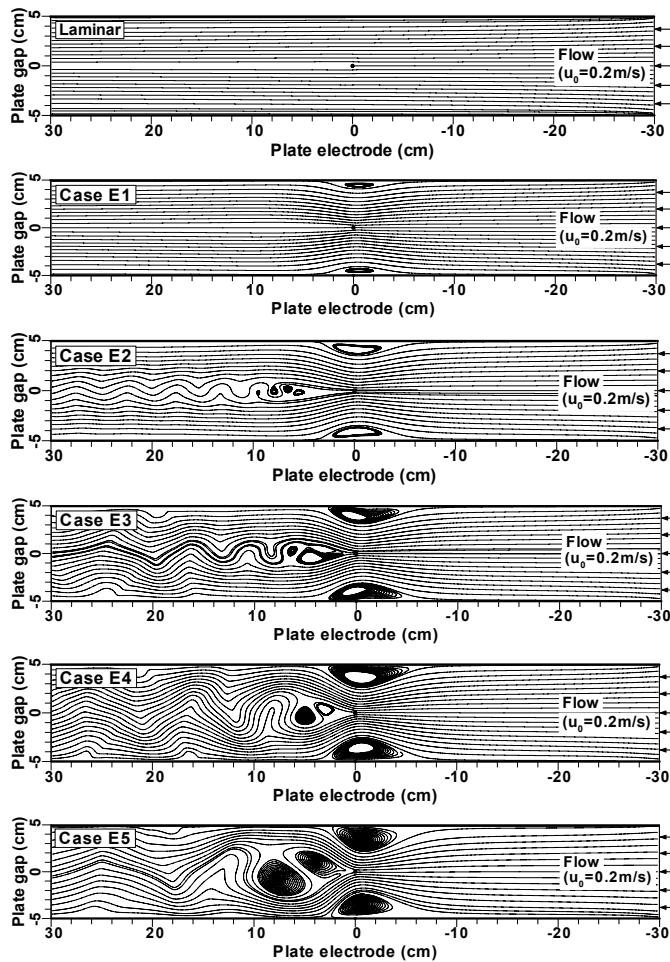 5
Laminar
Plate gap (cm)
0
Flow
(u0=0.2m/s)
-5
30 20 10 0 -10 -20 -30
Plate electrode (cm)
5
Case E1
Plate gap (cm)
0
Flow
(u0=0.2m/s)
-5
30 20 10 0 -10 -20 -30
Plate electrode (cm)
5
Case E2
Plate gap (cm)
0
Flow
(u0=0.2m/s)
-5
30 20 10 0 -10 -20 -30
Plate electrode (cm)
5
Case E3
Plate gap (cm)
0
Flow
(u0=0.2m/s)
-5
30 20 10 0 -10 -20 -30
Plate electrode (cm)
5
Case E4
Plate gap (cm)
0
Flow
(u0=0.2m/s)
-5
30 20 10 0 -10 -20 -30
Plate electrode (cm)
5
Case E5
Plate gap (cm)
0
Flow
(u0=0.2m/s)
-5
30 20 10 0 -10 -20 -30
Plate electrode (cm)